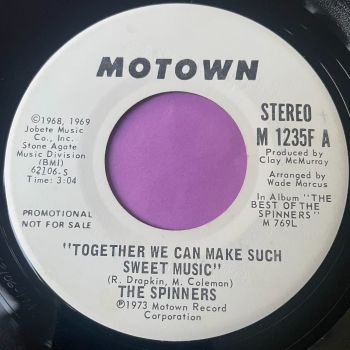 MOTOWN
©1968, 1969
Jobete Music
Co., Inc.
Stone Agate
Music Division
(BMI)
62106-S
Time: 3:04
PROMOTIONAL
NOT FOR SALE
STEREO
M 1235F A
Produced by
Clay McMurray
Arranged by
Wade Marcus
In Album "THE
BEST OF THE
SPINNERS"
M 769L
"TOGETHER WE CAN MAKE SUCH
SWEET MUSIC"
(R. Drapkin, M. Coleman)
THE SPINNERS
℗1973 Motown Record
Corporation